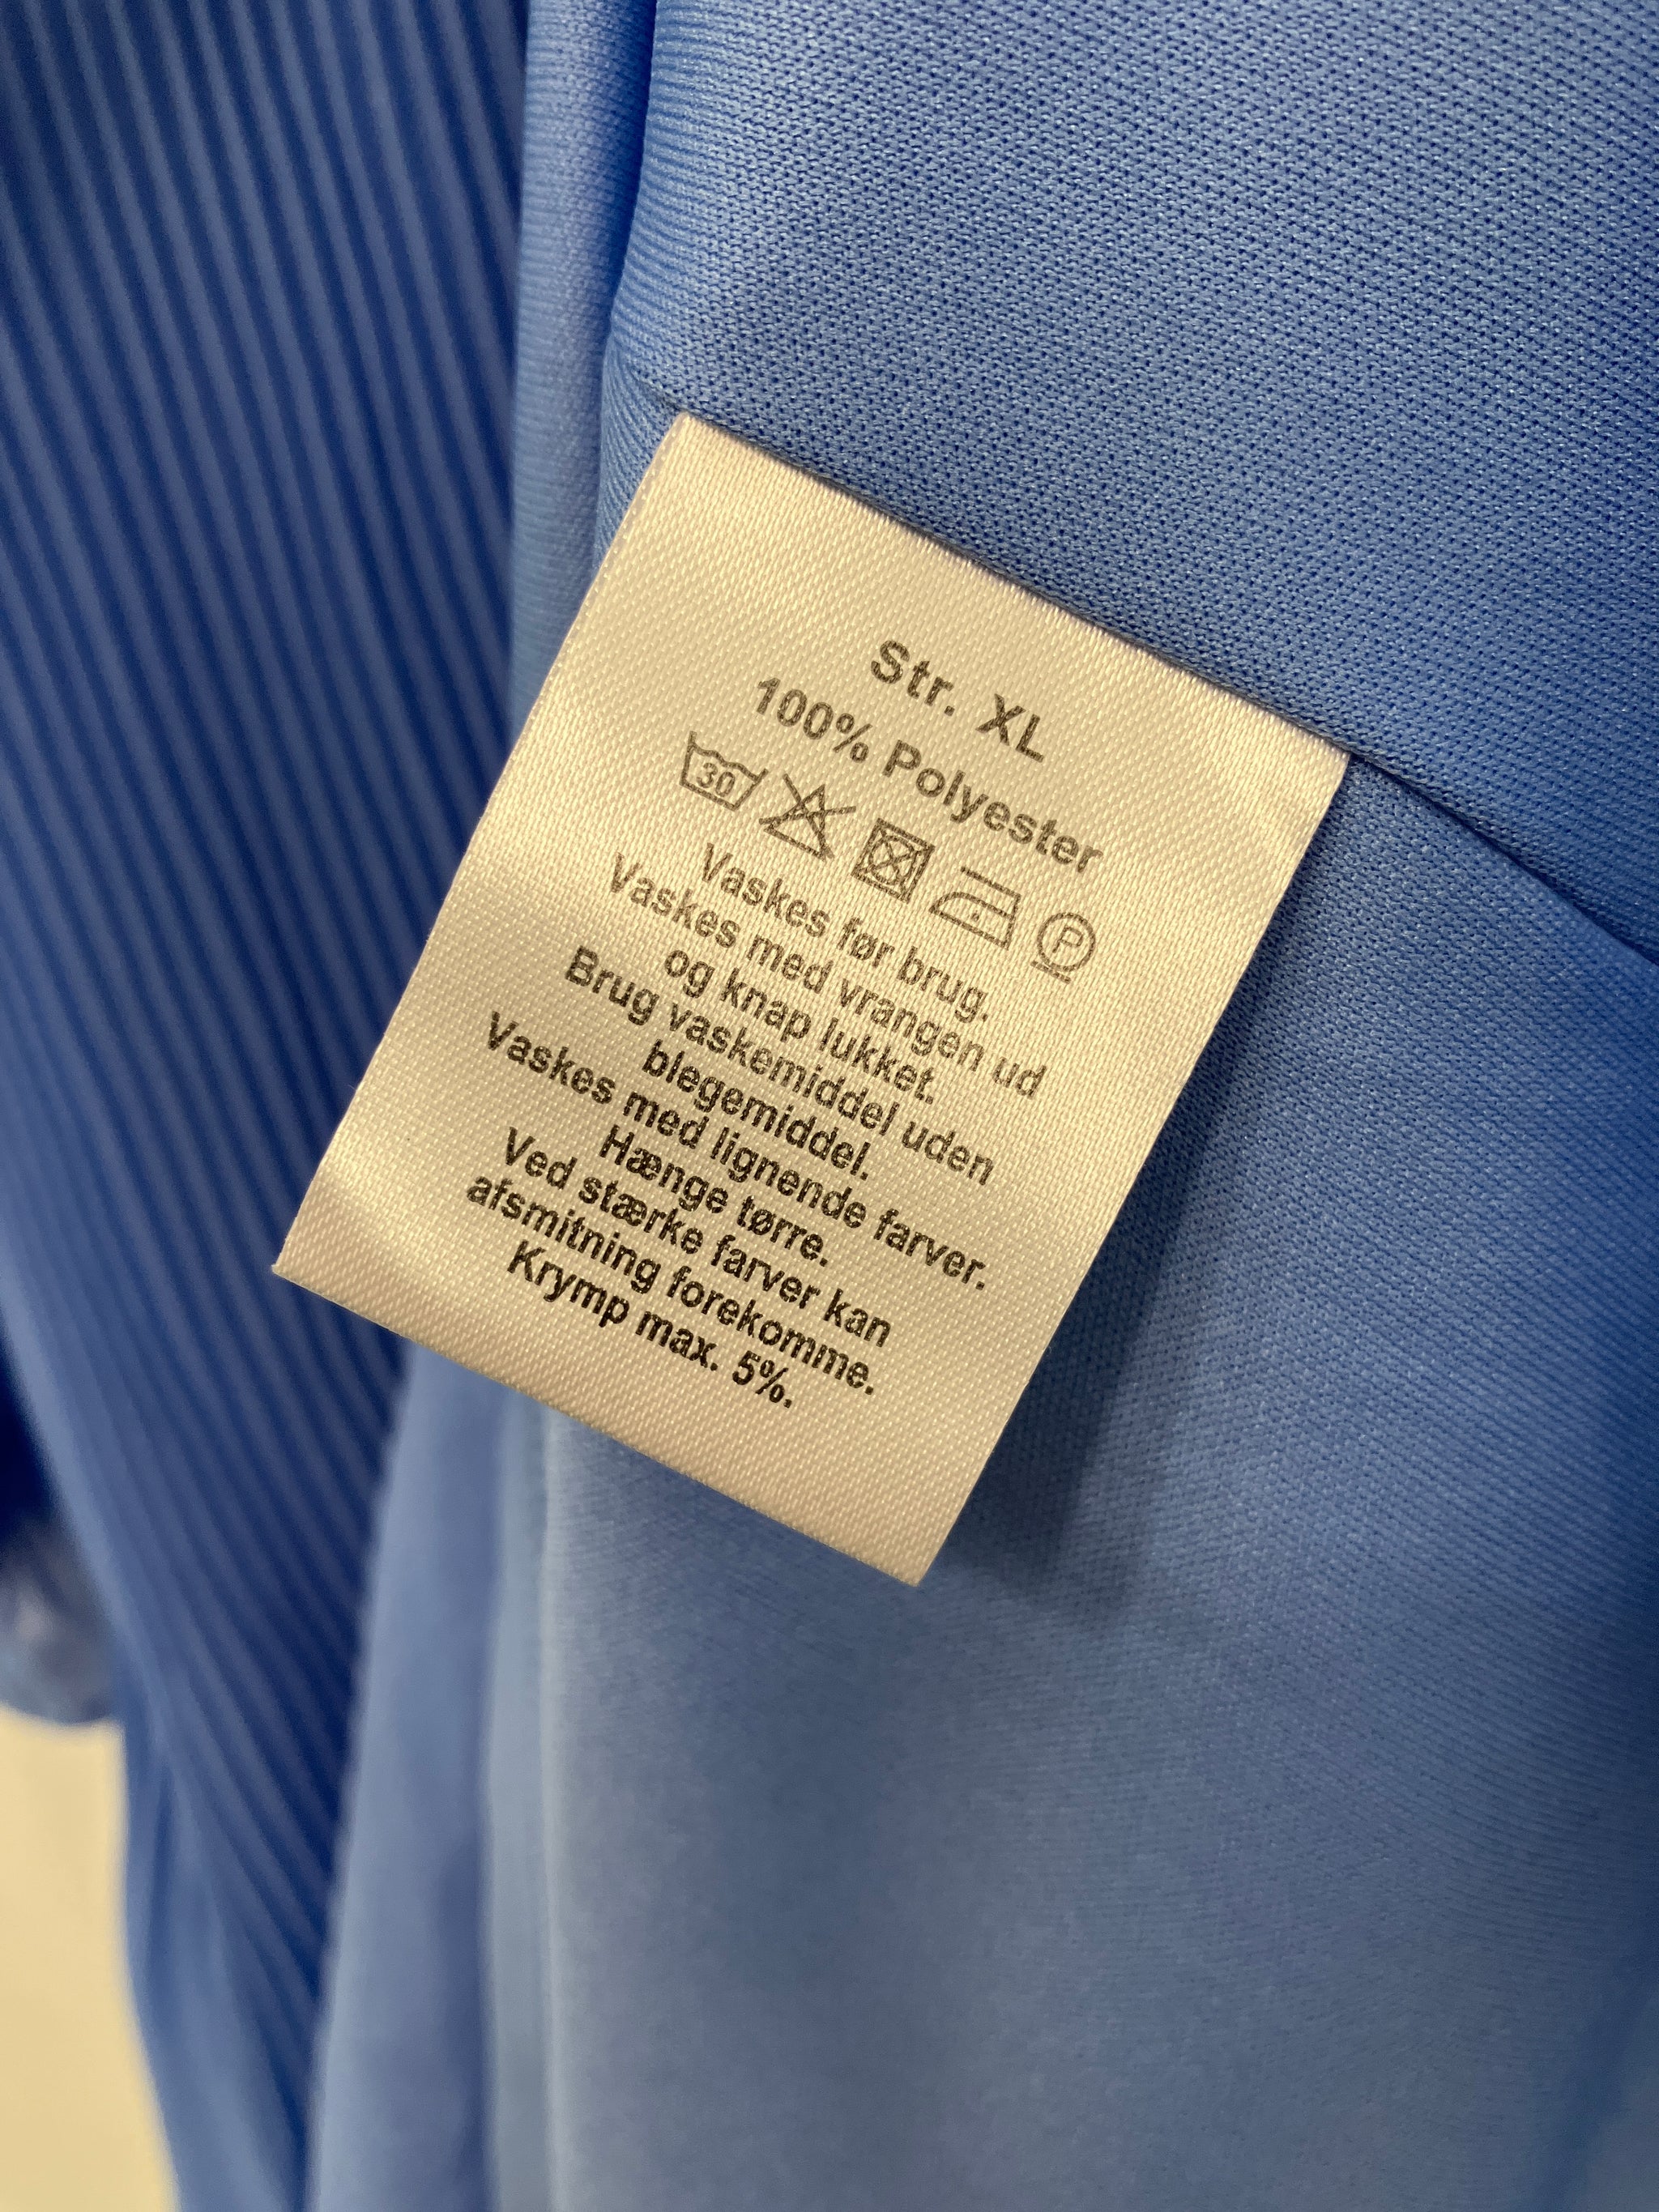 Str. XL
100% Polyester
30 P
Vaskes før brug.
Vaskes med vrangen ud
og knap lukket.
Brug vaskemiddel uden
blegemiddel.
Vaskes med lignende farver.
Hænge tørre.
Ved stærke farver kan
afsmitning forekomme.
Krymp max. 5%.